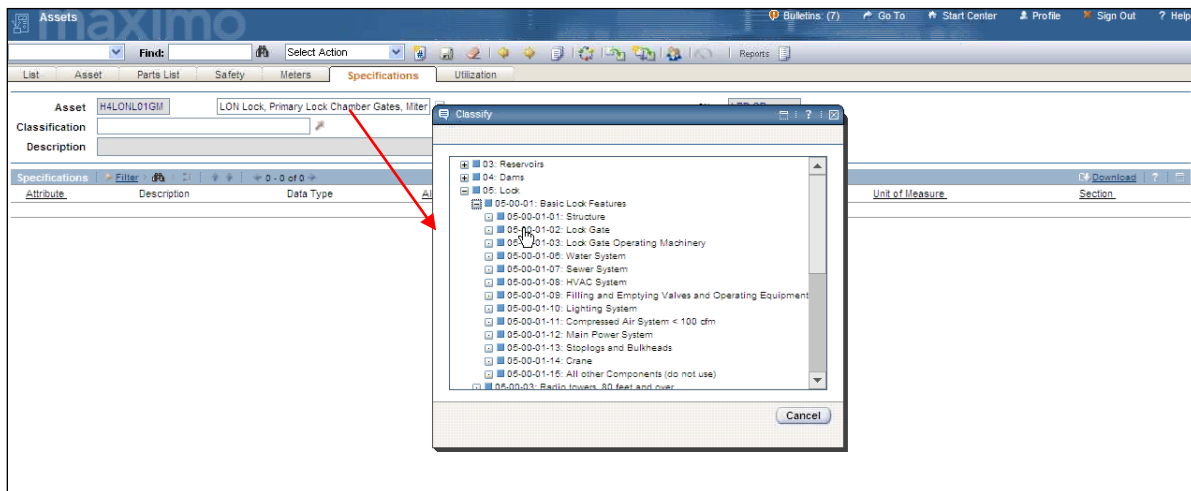 Assets
maximo
Bulletins: (7) Go To Start Center Profile Sign Out ? Help
Find: Select Action Reports
List Asset Parts List Safety Meters Specifications Utilization
Asset H4LONL01GM LON Lock, Primary Lock Chamber Gates, Miter
Classification
Description
Classify ?
03: Reservoirs
04: Dams
05: Lock
05-00-01: Basic Lock Features
05-00-01-01: Structure
05-00-01-02: Lock Gate
05-00-01-03: Lock Gate Operating Machinery
05-00-01-06: Water System
05-00-01-07: Sewer System
05-00-01-08: HVAC System
05-00-01-09: Filling and Emptying Valves and Operating Equipment
05-00-01-10: Lighting System
05-00-01-11: Compressed Air System < 100 cfm
05-00-01-12: Main Power System
05-00-01-13: Stoplogs and Bulkheads
05-00-01-14: Crane
05-00-01-15: All other Components (do not use)
05-00-03: Radio towers, 80 feet and over
Cancel
Specifications Filter 0 - 0 of 0 Download ?
Attribute Description Data Type Al Unit of Measure Section